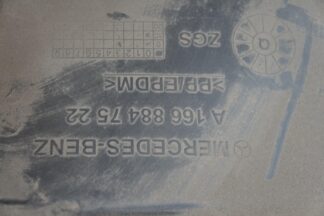 MERCEDES-BENZ
A 166 884 75 22
>PP/EPDM<
ZGS